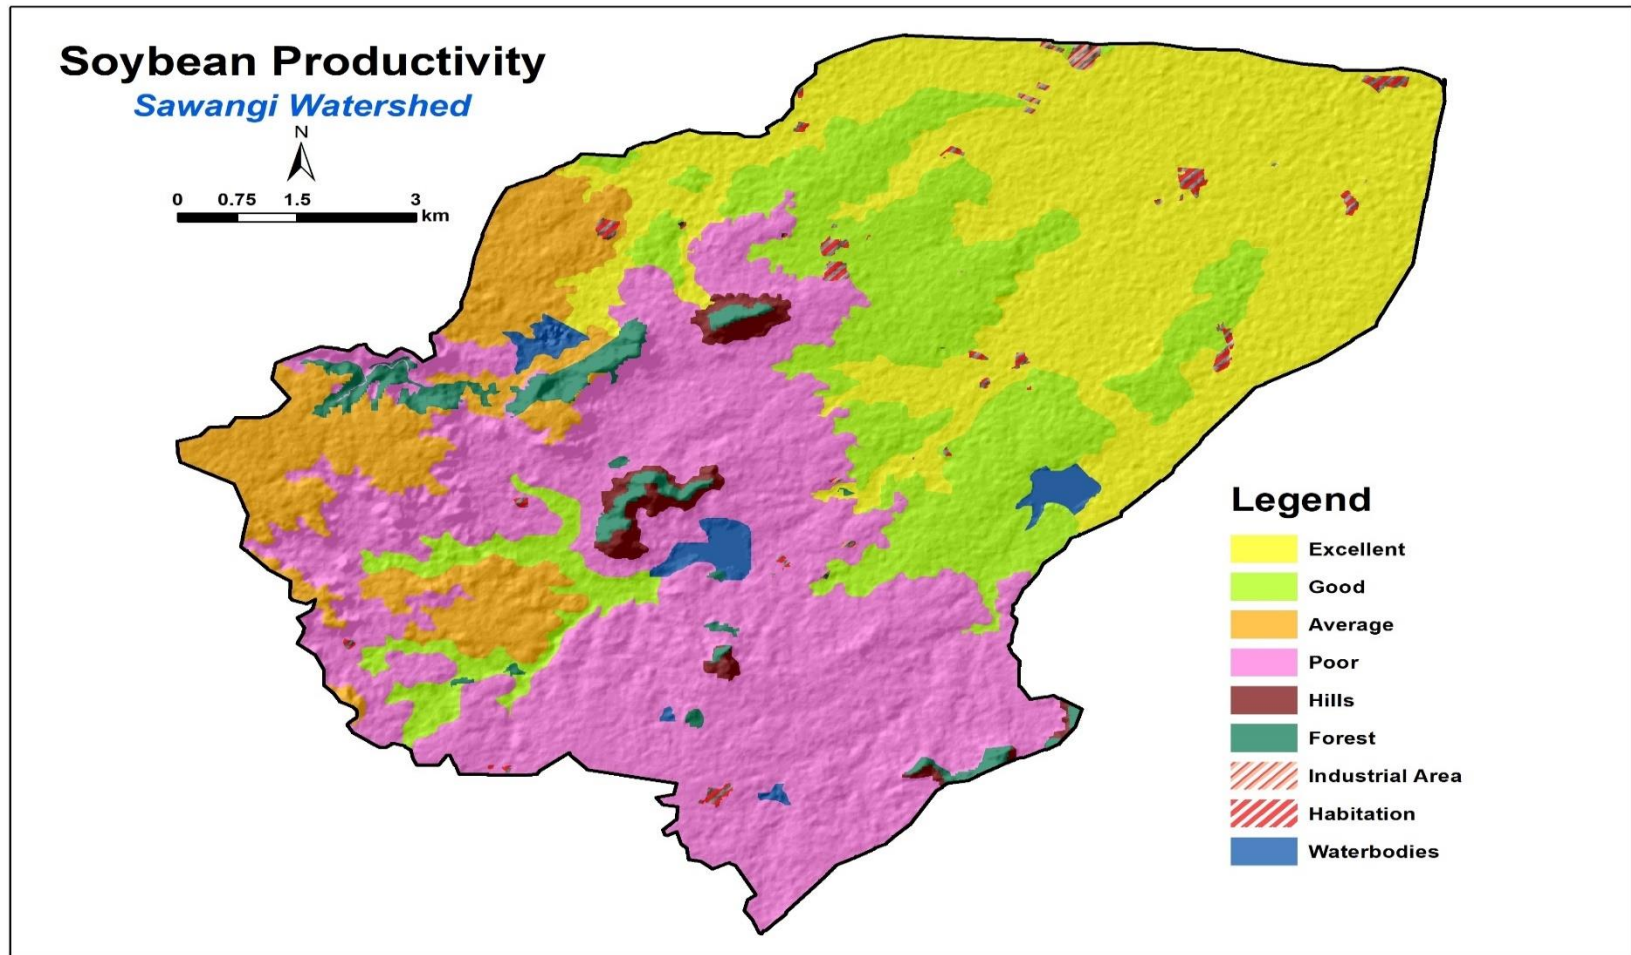 Soybean Productivity
Sawangi Watershed
N
0 0.75 1.5 3
km
Legend
Excellent
Good
Average
Poor
Hills
Forest
Industrial Area
Habitation
Waterbodies